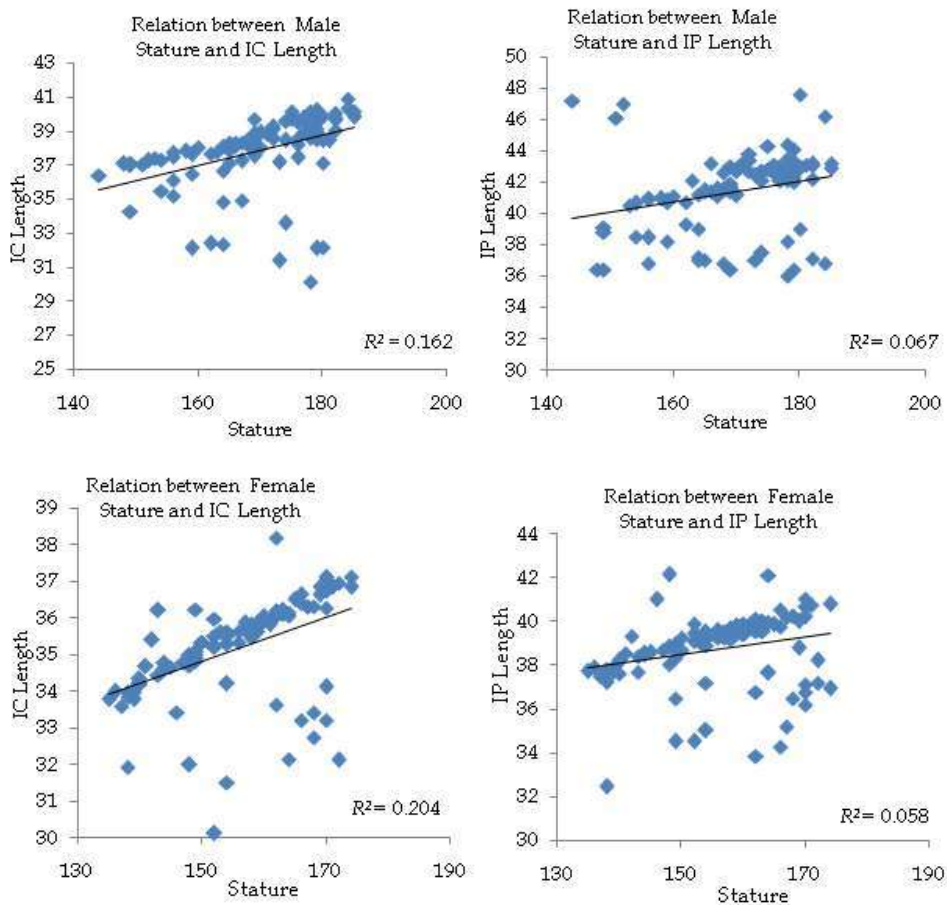 Relation between Male
Stature and IC Length
43
41
39
37
35
33
31
29
27
25
IC Length
140 160 180 200
Stature
R² = 0.162
Relation between Male
Stature and IP Length
50
48
46
44
42
40
38
36
34
32
30
IP Length
140 160 180 200
Stature
R² = 0.067
Relation between Female
Stature and IC Length
39
38
37
36
35
34
33
32
31
30
IC Length
130 150 170 190
Stature
R² = 0.204
Relation between Female
Stature and IP Length
44
42
40
38
36
34
32
30
IP Length
130 150 170 190
Stature
R² = 0.058